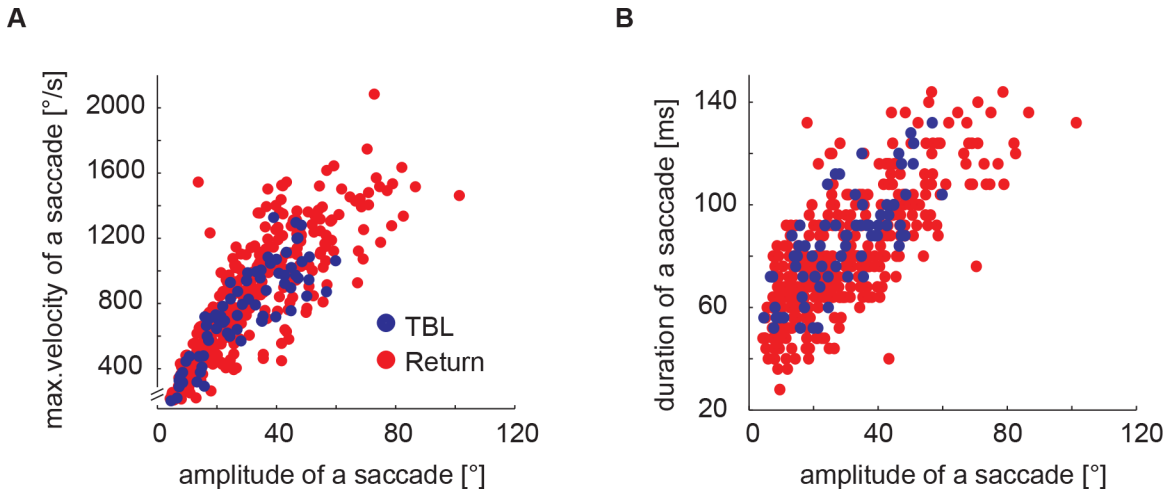 A
max.velocity of a saccade [°/s]
2000
1600
1200
800
400
TBL
Return
0 40 80 120
amplitude of a saccade [°]
B
duration of a saccade [ms]
140
100
60
20
0 40 80 120
amplitude of a saccade [°]